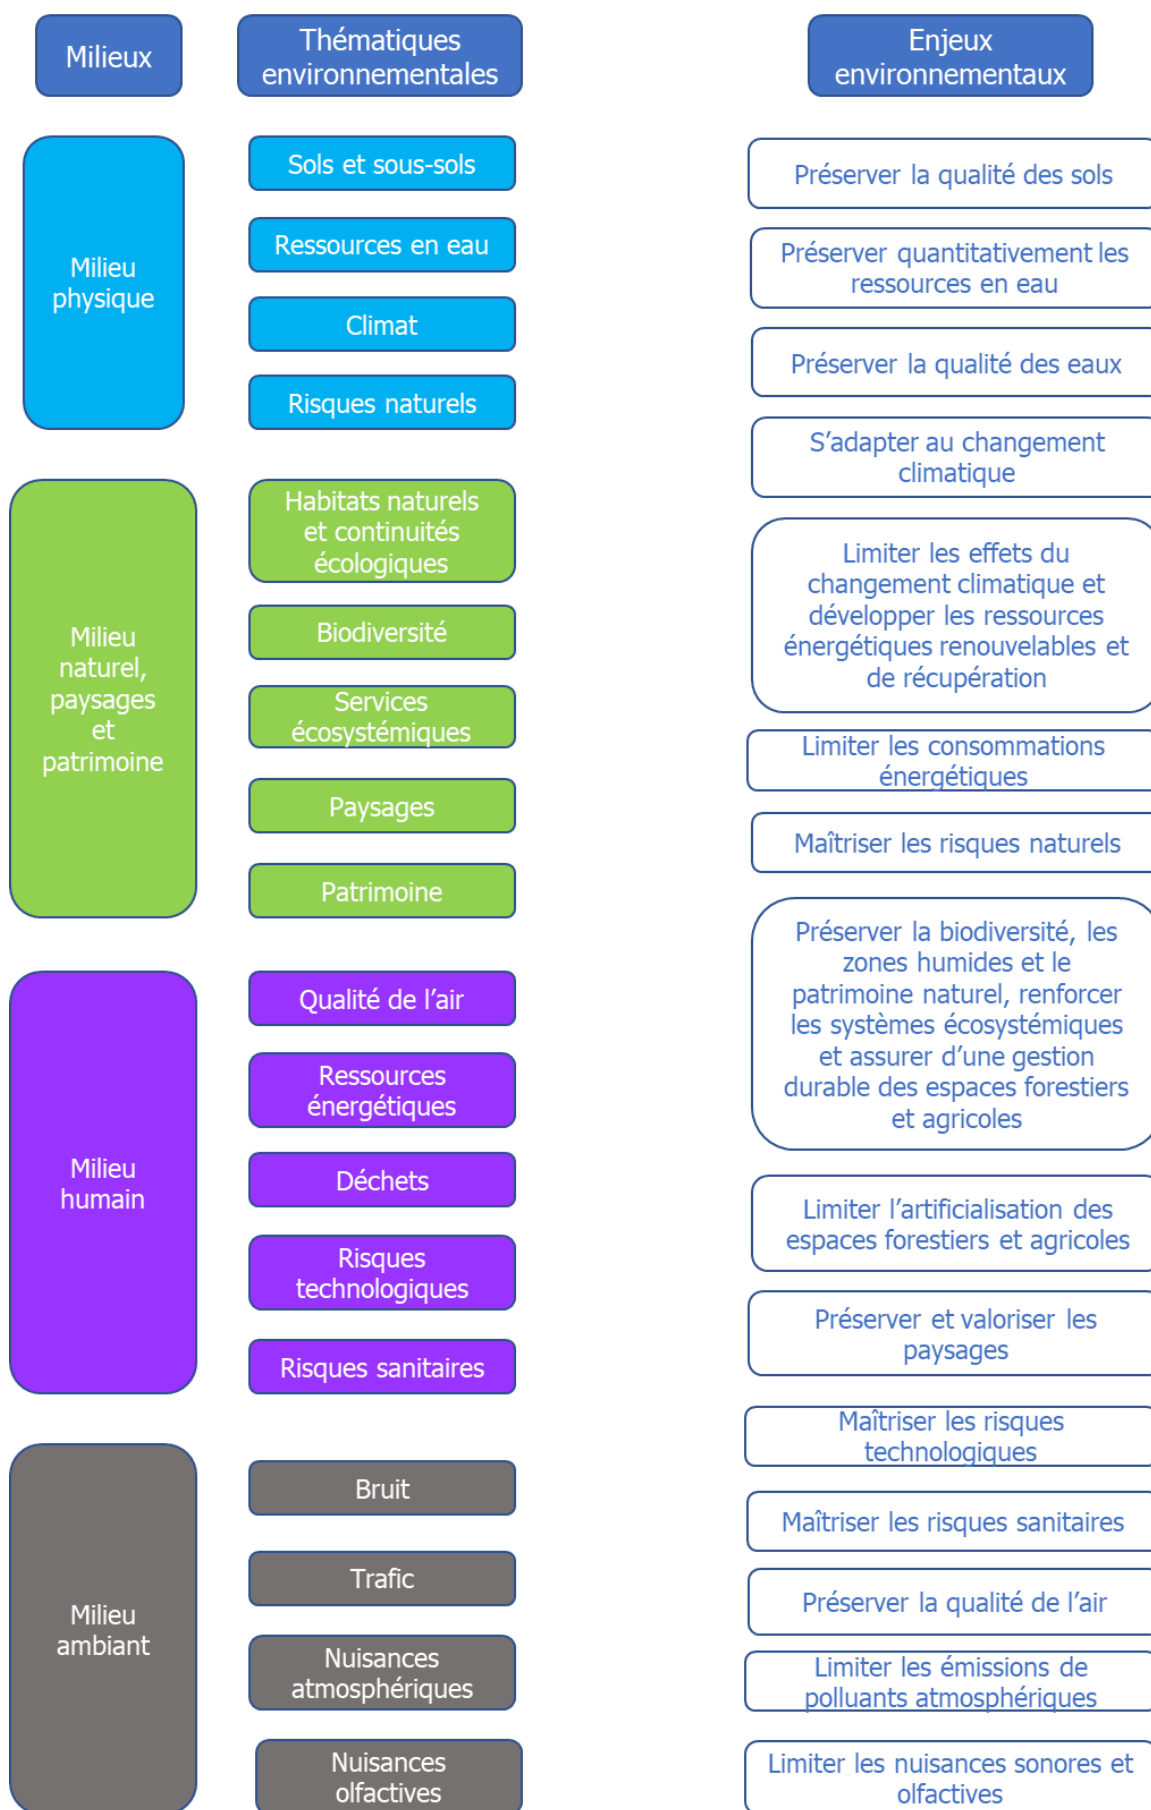 Milieux
Thématiques
environnementales
Enjeux
environnementaux
Milieu
physique
Sols et sous-sols
Ressources en eau
Climat
Risques naturels
Milieu
naturel,
paysages
et
patrimoine
Habitats naturels
et continuités
écologiques
Biodiversité
Services
écosystémiques
Paysages
Patrimoine
Milieu
humain
Qualité de l’air
Ressources
énergétiques
Déchets
Risques
technologiques
Risques sanitaires
Milieu
ambiant
Bruit
Trafic
Nuisances
atmosphériques
Nuisances
olfactives
Préserver la qualité des sols
Préserver quantitativement les
ressources en eau
Préserver la qualité des eaux
S’adapter au changement
climatique
Limiter les effets du
changement climatique et
développer les ressources
énergétiques renouvelables et
de récupération
Limiter les consommations
énergétiques
Maîtriser les risques naturels
Préserver la biodiversité, les
zones humides et le
patrimoine naturel, renforcer
les systèmes écosystémiques
et assurer d’une gestion
durable des espaces forestiers
et agricoles
Limiter l’artificialisation des
espaces forestiers et agricoles
Préserver et valoriser les
paysages
Maîtriser les risques
technologiques
Maîtriser les risques sanitaires
Préserver la qualité de l’air
Limiter les émissions de
polluants atmosphériques
Limiter les nuisances sonores et
olfactives